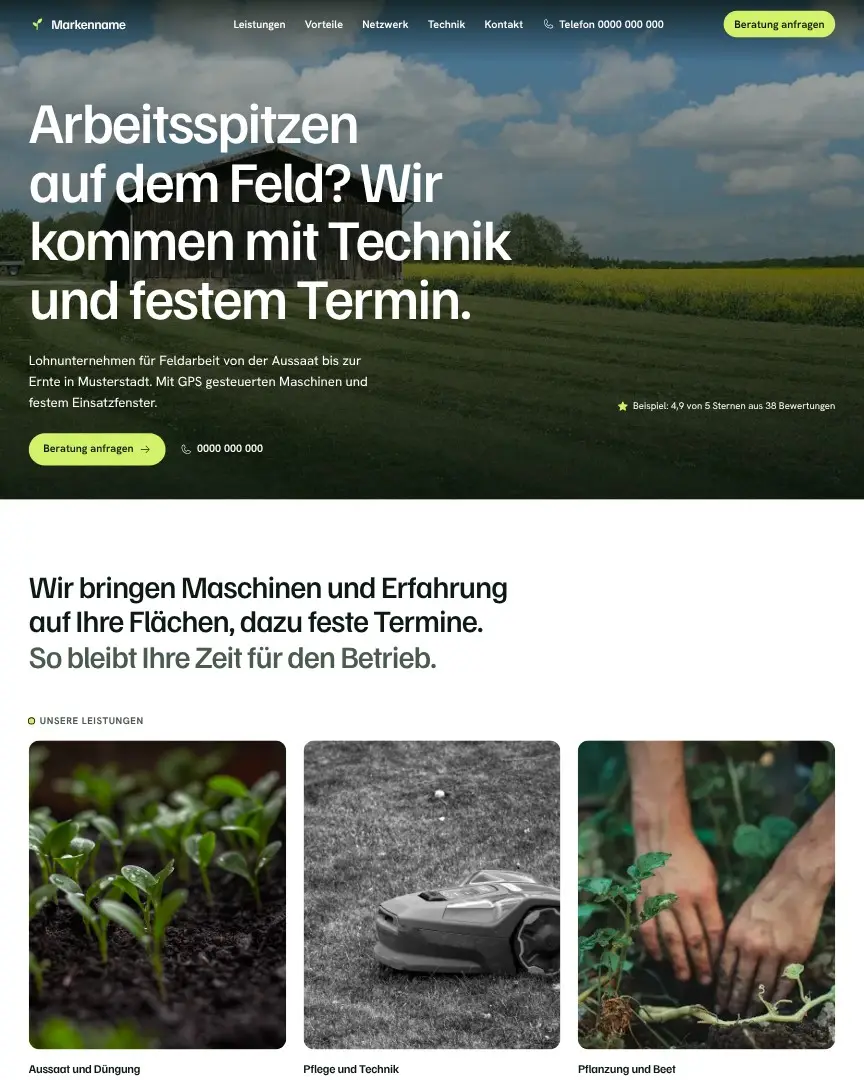 Markenname
Leistungen Vorteile Netzwerk Technik Kontakt Telefon 0000 000 000 Beratung anfragen
Arbeitsspitzen
auf dem Feld? Wir
kommen mit Technik
und festem Termin.
Lohnunternehmen für Feldarbeit von der Aussaat bis zur
Ernte in Musterstadt. Mit GPS gesteuerten Maschinen und
festem Einsatzfenster.
Beispiel: 4,9 von 5 Sternen aus 38 Bewertungen
Beratung anfragen → 0000 000 000
Wir bringen Maschinen und Erfahrung
auf Ihre Flächen, dazu feste Termine.
So bleibt Ihre Zeit für den Betrieb.
UNSERE LEISTUNGEN
Aussaat und Düngung
Pflege und Technik
Pflanzung und Beet